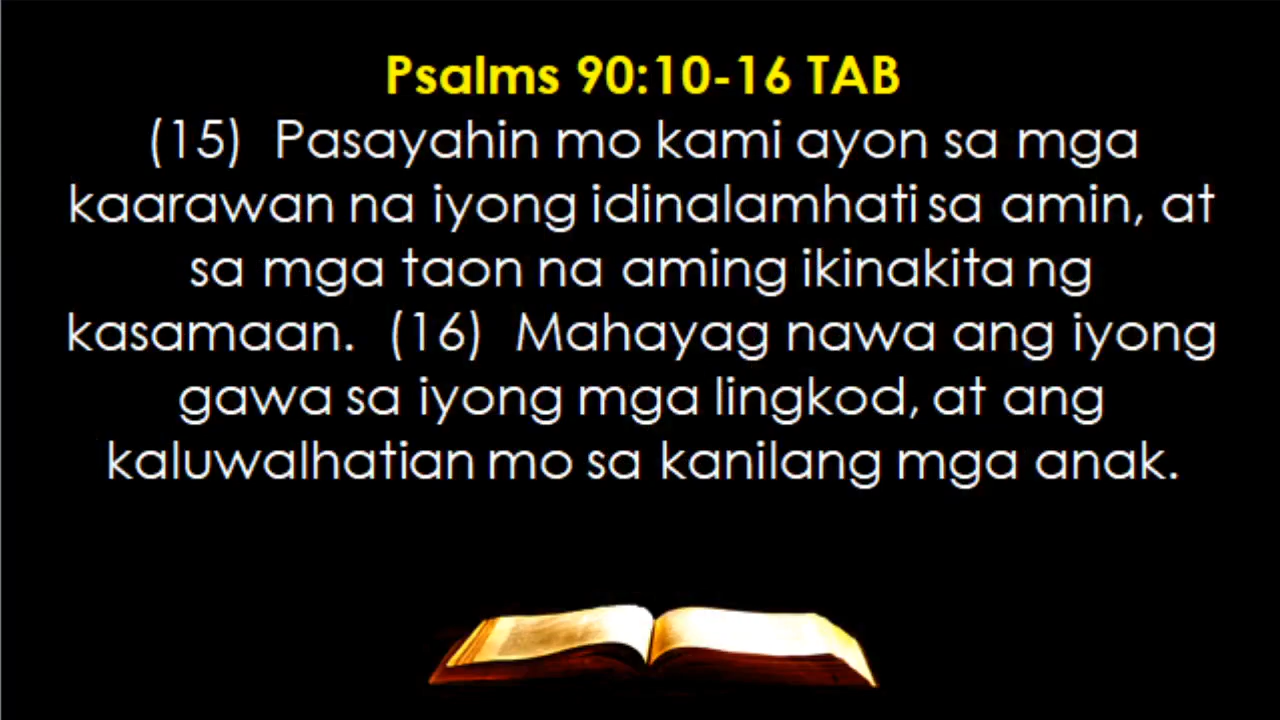 Psalms 90:10-16 TAB
(15)  Pasayahin mo kami ayon sa mga
kaarawan na iyong idinalamhati sa amin, at
sa mga taon na aming ikinakita ng
kasamaan.  (16)  Mahayag nawa ang iyong
gawa sa iyong mga lingkod, at ang
kaluwalhatian mo sa kanilang mga anak.